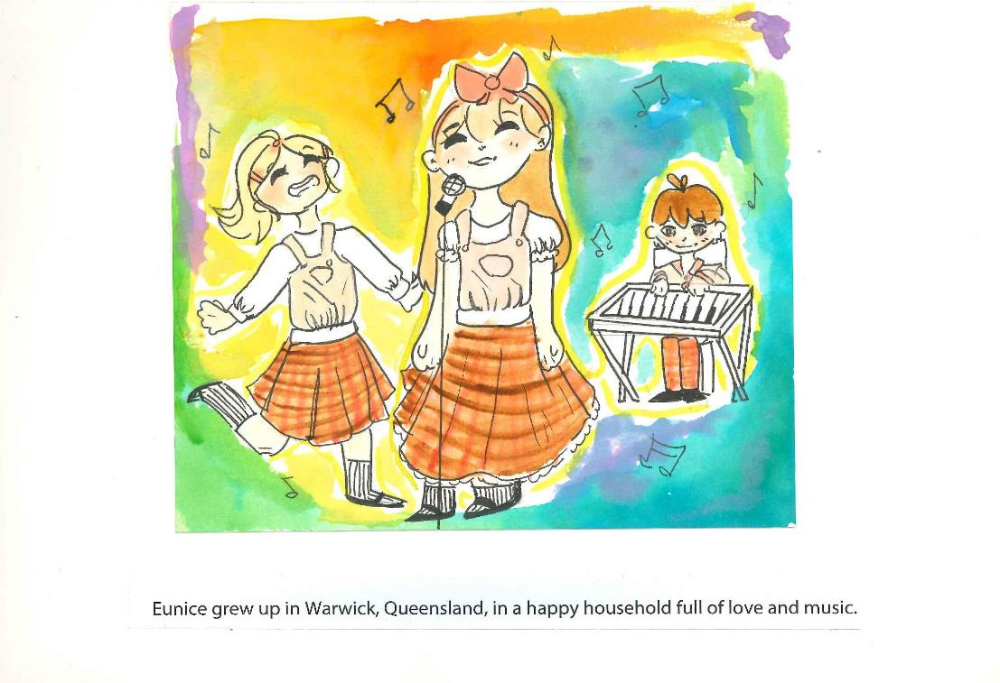 Eunice grew up in Warwick, Queensland, in a happy household full of love and music.